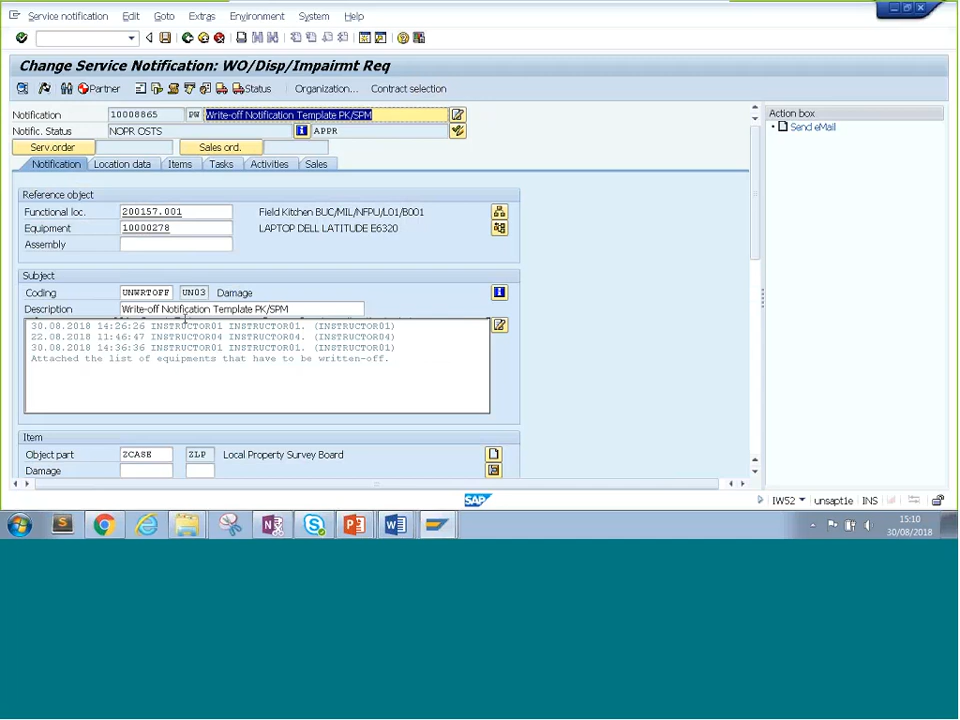 Service notification Edit Goto Extras Environment System Help
Change Service Notification: WO/Disp/Impairmt Req
Partner Status Organization... Contract selection
Notification 10008865 PW Write-off Notification Template PK/SPM
Notific. Status NOPR OSTS APPR
Serv.order Sales ord.
Notification Location data Items Tasks Activities Sales
Action box
Send eMail
Reference object
Functional loc. 200157.001 Field Kitchen BUC/MIL/NFPU/L01/B001
Equipment 10000278 LAPTOP DELL LATITUDE E6320
Assembly
Subject
Coding UNWRTOFF UN03 Damage
Description Write-off Notification Template PK/SPM
30.08.2018 14:26:26 INSTRUCTOR01 INSTRUCTOR01. (INSTRUCTOR01)
22.08.2018 11:46:47 INSTRUCTOR04 INSTRUCTOR04. (INSTRUCTOR04)
30.08.2018 14:36:36 INSTRUCTOR01 INSTRUCTOR01. (INSTRUCTOR01)
Attached the list of equipments that have to be written-off.
Item
Object part ZCASE ZLP Local Property Survey Board
Damage
SAP
IW52 unsapt1e INS
15:10
30/08/2018